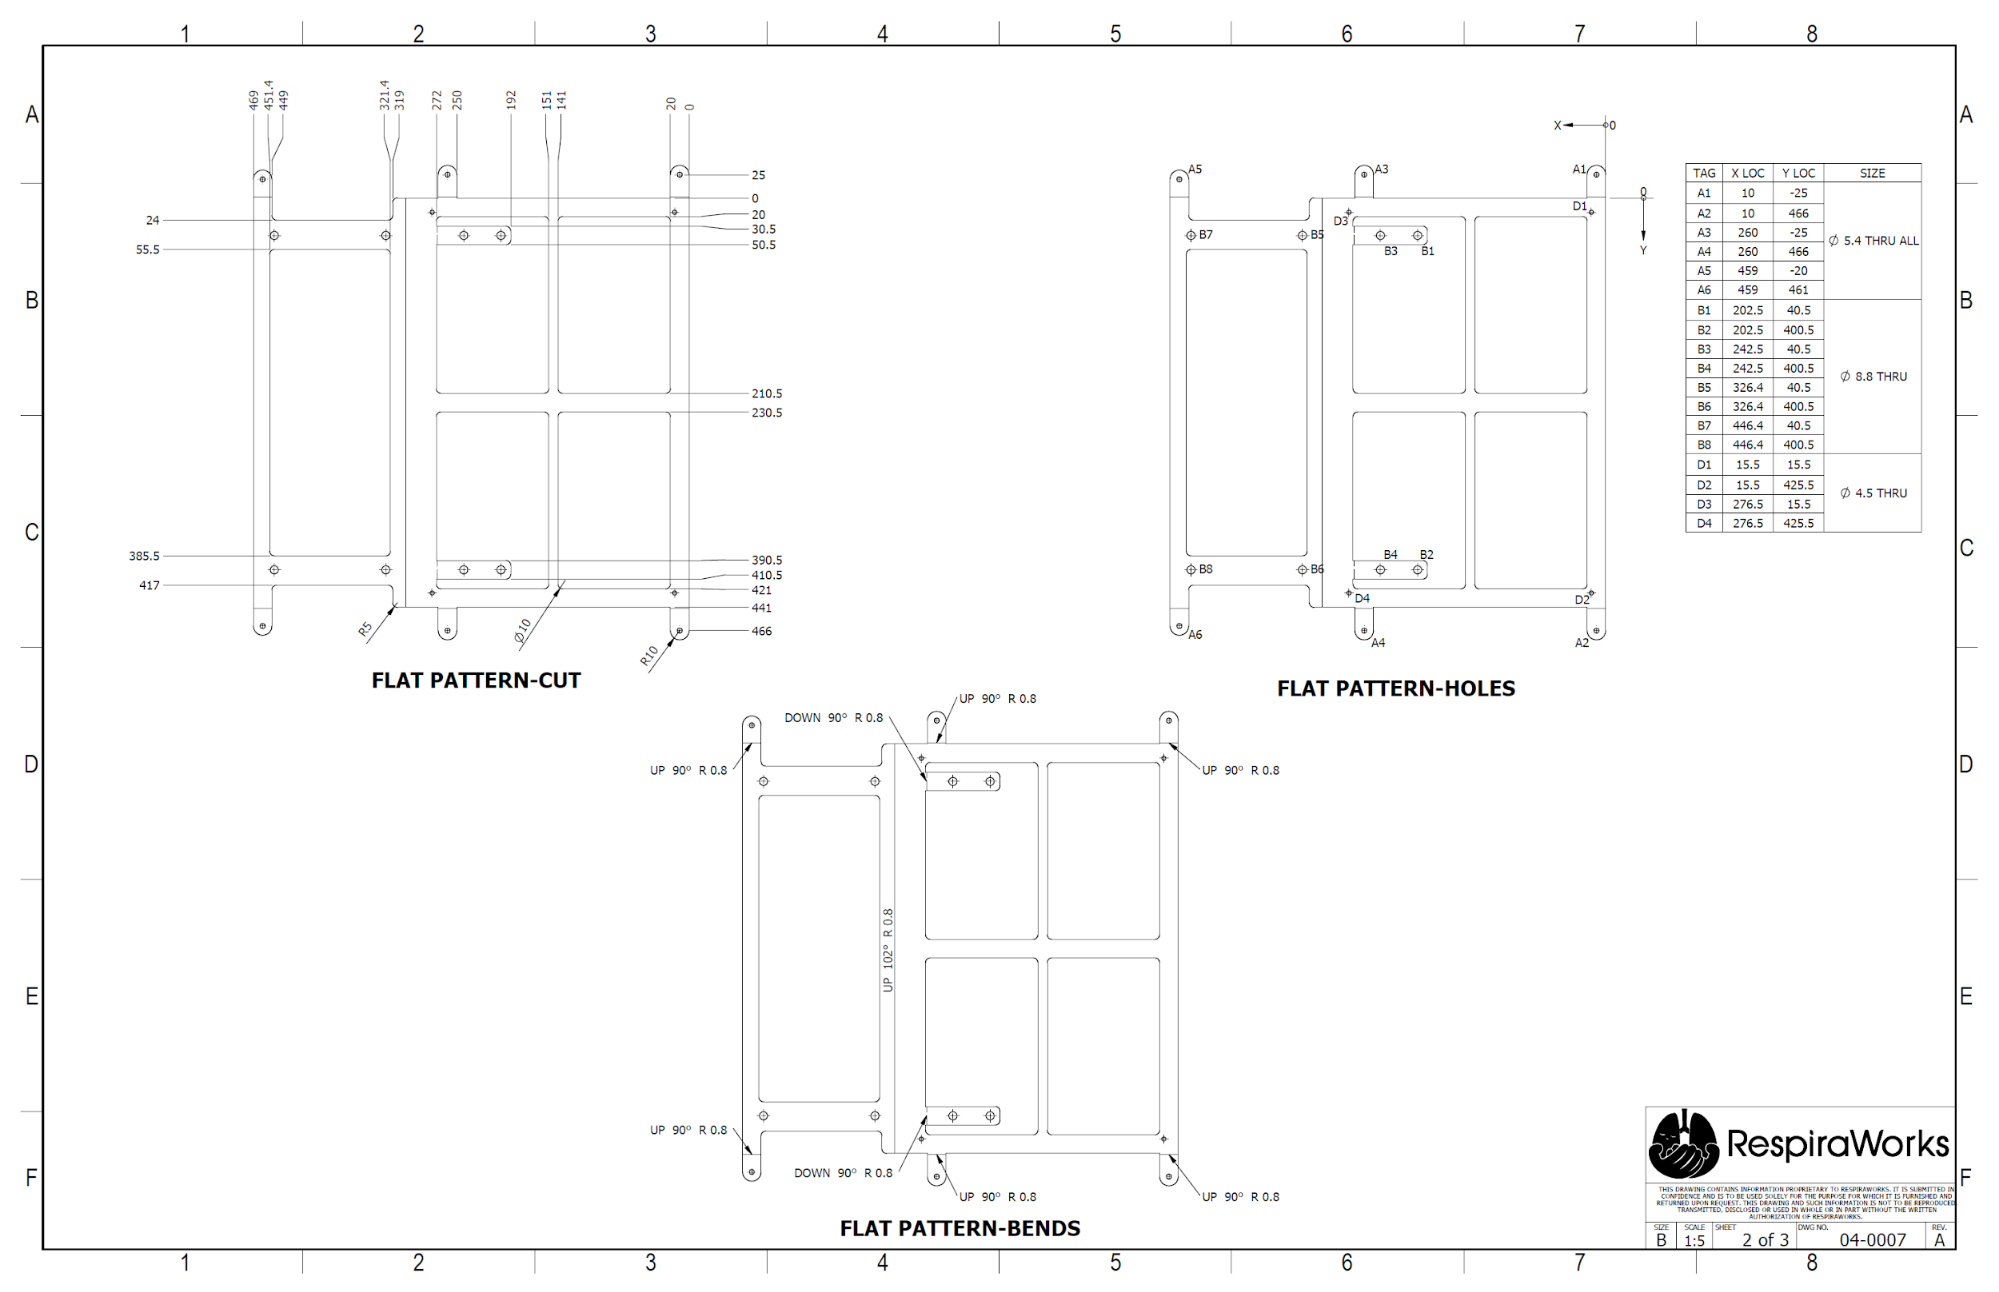 1 2 3 4 5 6 7 8
A A
B B
C C
D D
E E
F F
469
451.4
449
321.4
319
272
250
192
151
141
20
0
25
0
20
30.5
50.5
24
55.5
210.5
230.5
385.5
417
390.5
410.5
421
441
466
R5
Ø10
R10
FLAT PATTERN-CUT
X 0
A5 A3 A1
0
D1
D3
B7 B5
B3 B1
Y
B4 B2
B8 B6
D4 D2
A6 A4 A2
FLAT PATTERN-HOLES
TAG X LOC Y LOC SIZE
A1 10 -25
A2 10 466
A3 260 -25
Ø 5.4 THRU ALL
A4 260 466
A5 459 -20
A6 459 461
B1 202.5 40.5
B2 202.5 400.5
B3 242.5 40.5
B4 242.5 400.5
Ø 8.8 THRU
B5 326.4 40.5
B6 326.4 400.5
B7 446.4 40.5
B8 446.4 400.5
D1 15.5 15.5
D2 15.5 425.5
Ø 4.5 THRU
D3 276.5 15.5
D4 276.5 425.5
UP 90° R 0.8
DOWN 90° R 0.8
UP 90° R 0.8
UP 90° R 0.8
UP 102° R 0.8
UP 90° R 0.8
DOWN 90° R 0.8
UP 90° R 0.8
UP 90° R 0.8
FLAT PATTERN-BENDS
RespiraWorks
THIS DRAWING CONTAINS INFORMATION PROPRIETARY TO RESPIRAWORKS. IT IS SUBMITTED IN
CONFIDENCE AND IS TO BE USED SOLELY FOR THE PURPOSE FOR WHICH IT IS FURNISHED AND
RETURNED UPON REQUEST. THIS DRAWING AND SUCH INFORMATION IS NOT TO BE REPRODUCED
TRANSMITTED, DISCLOSED OR USED IN WHOLE OR IN PART WITHOUT THE WRITTEN
AUTHORIZATION OF RESPIRAWORKS.
SIZE SCALE SHEET DWG NO. REV.
B 1:5 2 of 3 04-0007 A
1 2 3 4 5 6 7 8